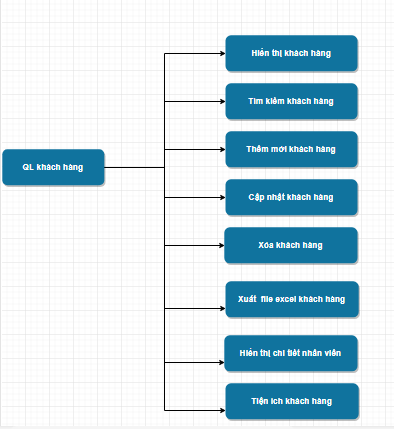 Hiển thị khách hàng
Tìm kiếm khách hàng
Thêm mới khách hàng
QL khách hàng
Cập nhật khách hàng
Xóa khách hàng
Xuất file excel khách hàng
Hiển thị chi tiết nhân viên
Tiện ích khách hàng